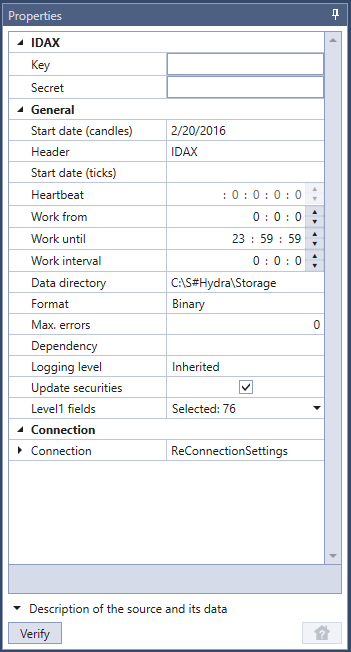 Properties
IDAX
Key
Secret
General
Start date (candles) 2/20/2016
Header IDAX
Start date (ticks)
Heartbeat : 0 : 0 : 0 : 0
Work from 0 : 0 : 0
Work until 23 : 59 : 59
Work interval 0 : 0 : 0
Data directory C:\S#Hydra\Storage
Format Binary
Max. errors 0
Dependency
Logging level Inherited
Update securities
Level1 fields Selected: 76
Connection
Connection ReConnectionSettings
Description of the source and its data
Verify